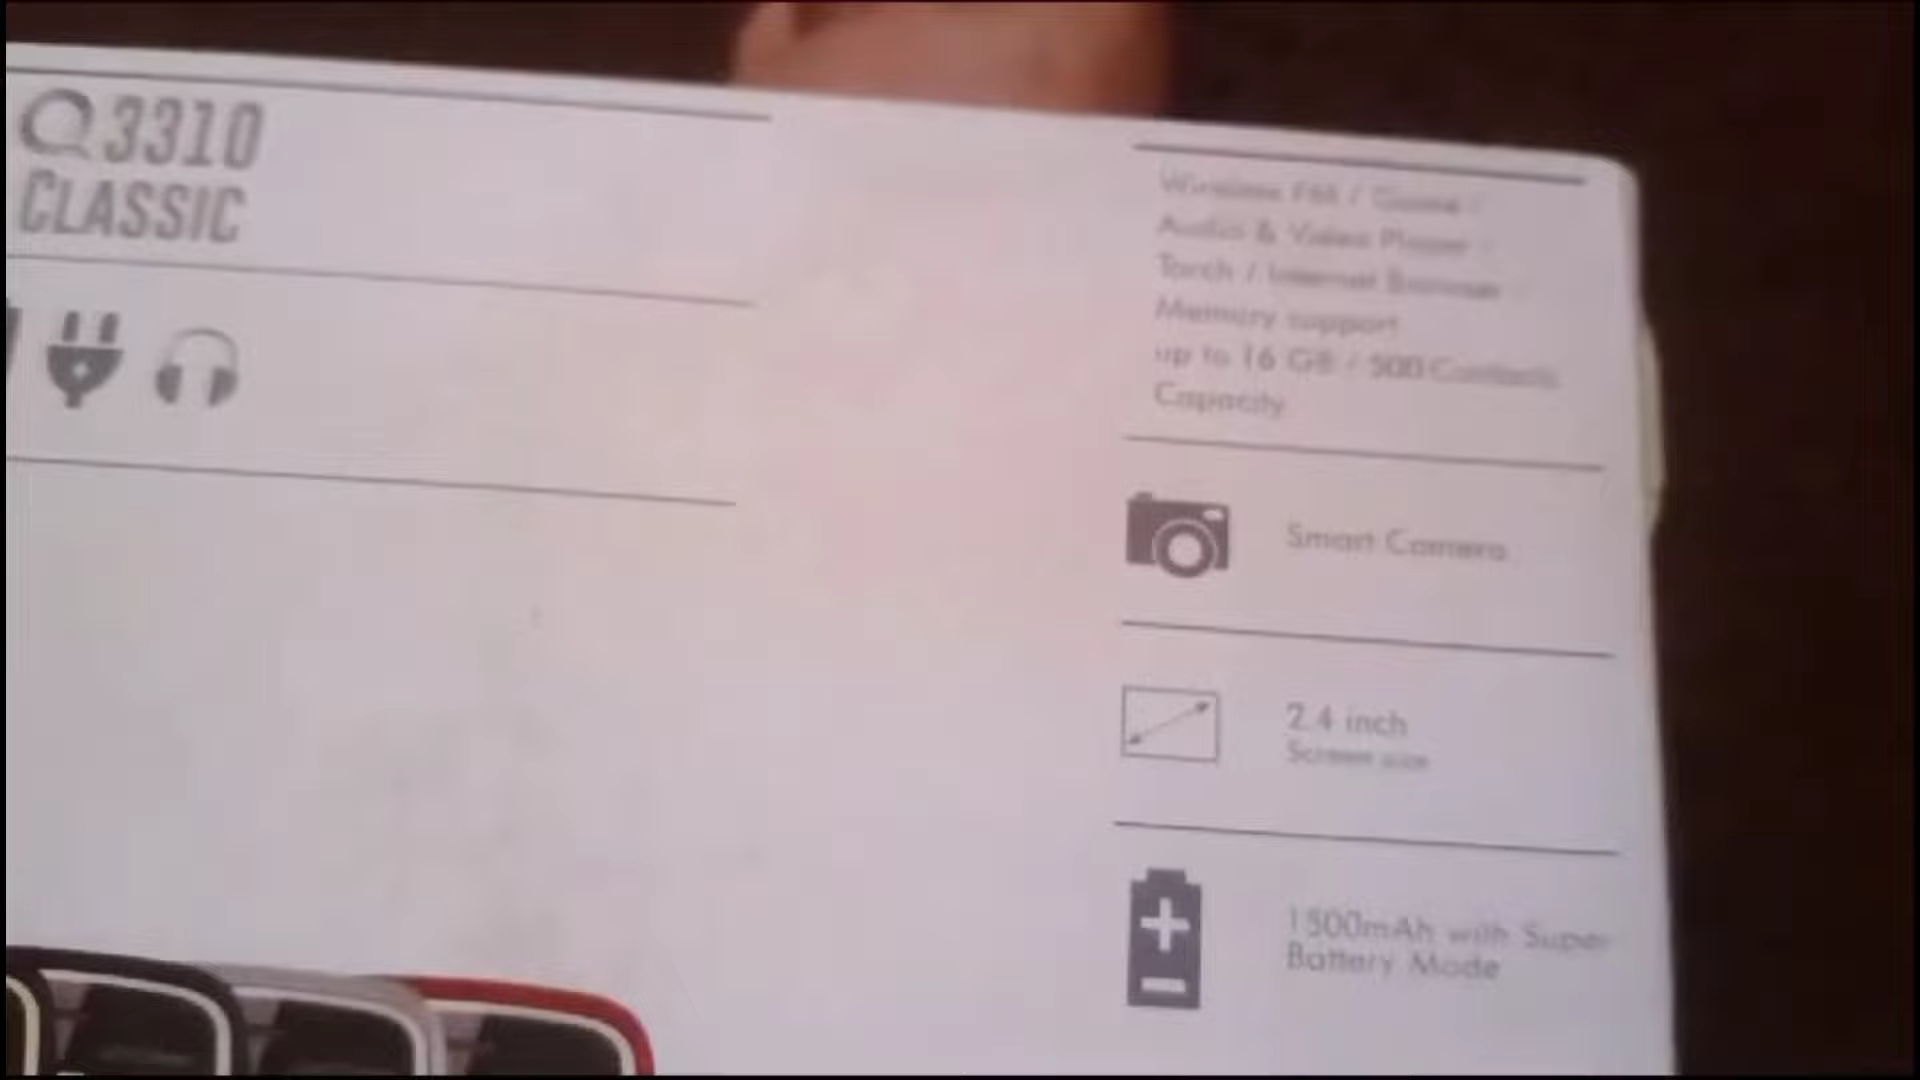 Q3310
CLASSIC
Wireless FM / Game /
Audio & Video Player /
Torch / Internet Browser /
Memory support
up to 16 GB / 500 Contacts
Capacity
Smart Camera
2.4 inch
Screen size
1500mAh with Super
Battery Mode